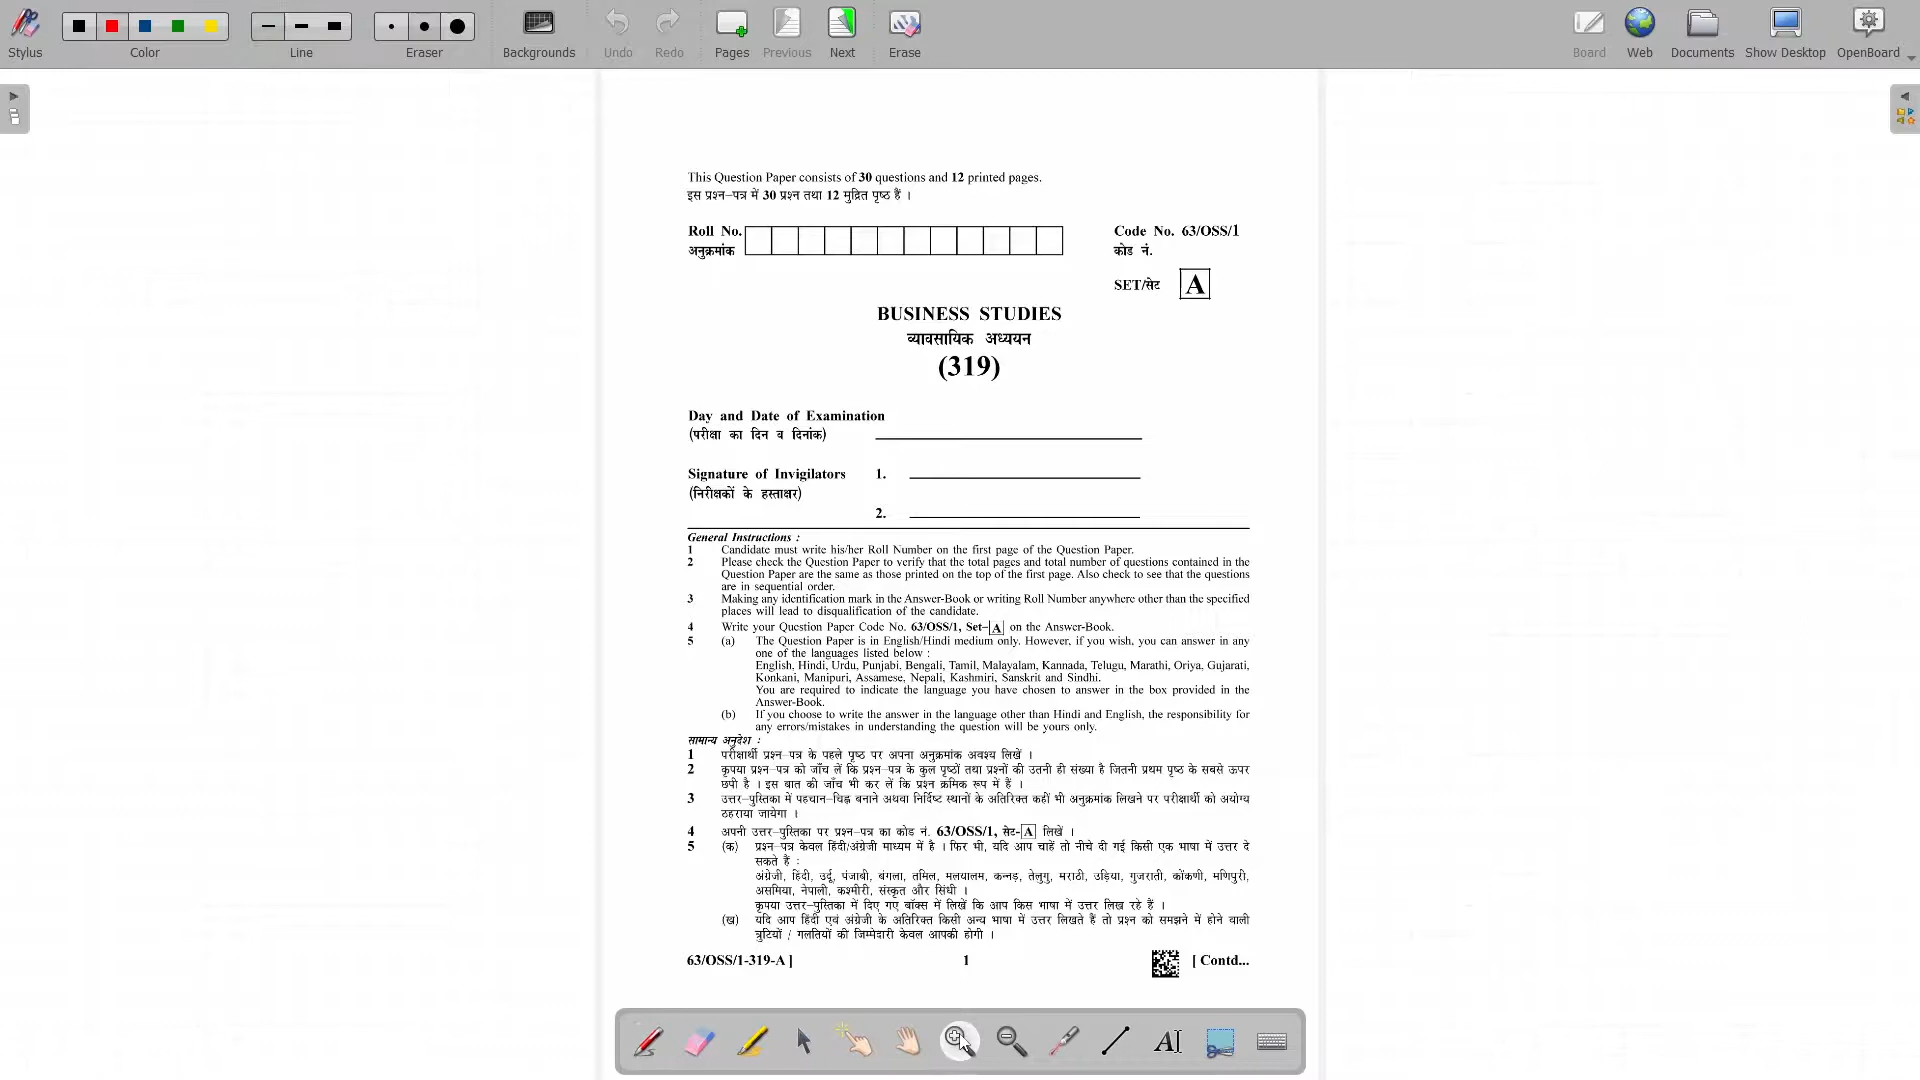 Stylus Color Line Eraser Backgrounds Undo Redo Pages Previous Next Erase Board Web Documents Show Desktop OpenBoard
This Question Paper consists of 30 questions and 12 printed pages.
इस प्रश्न-पत्र में 30 प्रश्न तथा 12 मुद्रित पृष्ठ हैं ।
Roll No. Code No. 63/OSS/1
अनुक्रमांक कोड नं.
SET/सेट A
BUSINESS STUDIES
व्यावसायिक अध्ययन
(319)
Day and Date of Examination
(परीक्षा का दिन व दिनांक)
Signature of Invigilators 1.
(निरीक्षकों के हस्ताक्षर)
2.
General Instructions :
1 Candidate must write his/her Roll Number on the first page of the Question Paper.
2 Please check the Question Paper to verify that the total pages and total number of questions contained in the
Question Paper are the same as those printed on the top of the first page. Also check to see that the questions
are in sequential order.
3 Making any identification mark in the Answer-Book or writing Roll Number anywhere other than the specified
places will lead to disqualification of the candidate.
4 Write your Question Paper Code No. 63/OSS/1, Set-A on the Answer-Book.
5 (a) The Question Paper is in English/Hindi medium only. However, if you wish, you can answer in any
one of the languages listed below :
English, Hindi, Urdu, Punjabi, Bengali, Tamil, Malayalam, Kannada, Telugu, Marathi, Oriya, Gujarati,
Konkani, Manipuri, Assamese, Nepali, Kashmiri, Sanskrit and Sindhi.
You are required to indicate the language you have chosen to answer in the box provided in the
Answer-Book.
(b) If you choose to write the answer in the language other than Hindi and English, the responsibility for
any errors/mistakes in understanding the question will be yours only.
सामान्य अनुदेश :
1 परीक्षार्थी प्रश्न-पत्र के पहले पृष्ठ पर अपना अनुक्रमांक अवश्य लिखें ।
2 कृपया प्रश्न-पत्र को जाँच लें कि प्रश्न-पत्र के कुल पृष्ठों तथा प्रश्नों की उतनी ही संख्या है जितनी प्रथम पृष्ठ के सबसे ऊपर
छपी है । इस बात की जाँच भी कर लें कि प्रश्न क्रमिक रूप में हैं ।
3 उत्तर-पुस्तिका में पहचान-चिह्न बनाने अथवा निर्दिष्ट स्थानों के अतिरिक्त कहीं भी अनुक्रमांक लिखने पर परीक्षार्थी को अयोग्य
ठहराया जायेगा ।
4 अपनी उत्तर-पुस्तिका पर प्रश्न-पत्र का कोड नं. 63/OSS/1, सेट-A लिखें ।
5 (क) प्रश्न-पत्र केवल हिंदी/अंग्रेजी माध्यम में है । फिर भी, यदि आप चाहें तो नीचे दी गई किसी एक भाषा में उत्तर दे
सकते हैं :
अंग्रेजी, हिंदी, उर्दू, पंजाबी, बंगला, तमिल, मलयालम, कन्नड़, तेलुगु, मराठी, उड़िया, गुजराती, कोंकणी, मणिपुरी,
असमिया, नेपाली, कश्मीरी, संस्कृत और सिंधी ।
कृपया उत्तर-पुस्तिका में दिए गए बॉक्स में लिखें कि आप किस भाषा में उत्तर लिख रहे हैं ।
(ख) यदि आप हिंदी एवं अंग्रेजी के अतिरिक्त किसी अन्य भाषा में उत्तर लिखते हैं तो प्रश्न को समझने में होने वाली
त्रुटियों / गलतियों की जिम्मेदारी केवल आपकी होगी ।
63/OSS/1-319-A ] 1 [ Contd...